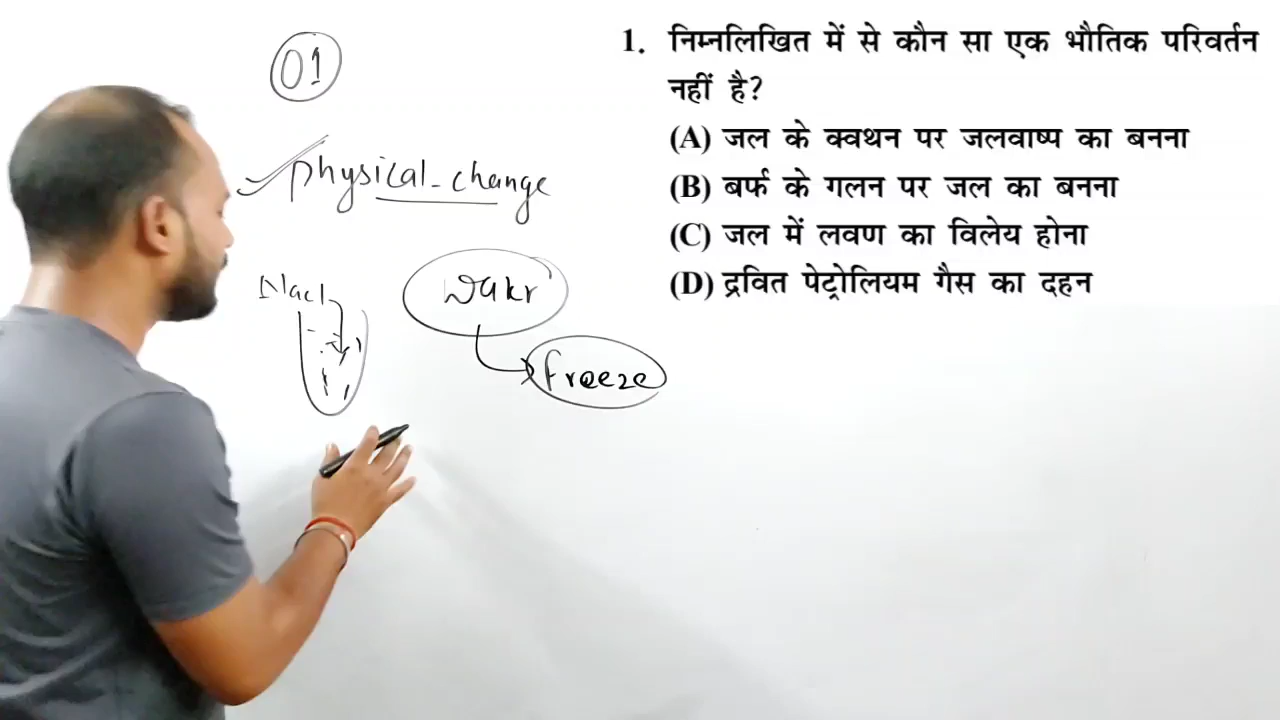 01
Physical-change
Nacl
Freeze
1. निम्नलिखित में से कौन सा एक भौतिक परिवर्तन
नहीं है?
(A) जल के क्वथन पर जलवाष्प का बनना
(B) बर्फ के गलन पर जल का बनना
(C) जल में लवण का विलेय होना
(D) द्रवित पेट्रोलियम गैस का दहन